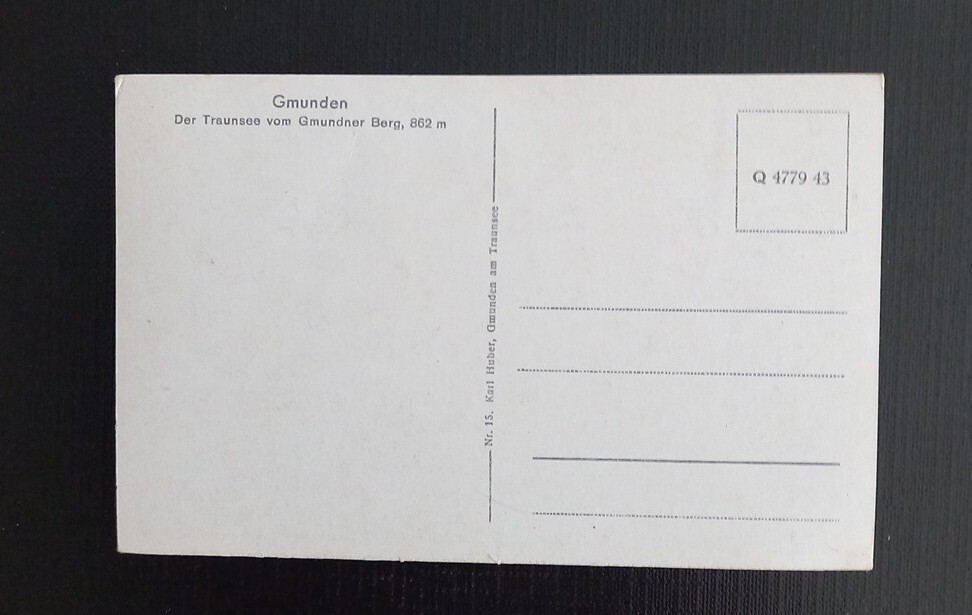 Gmunden
Der Traunsee vom Gmundner Berg, 862 m
Nr. 15. Karl Huber, Gmunden am Traunsee
Q 4779 43